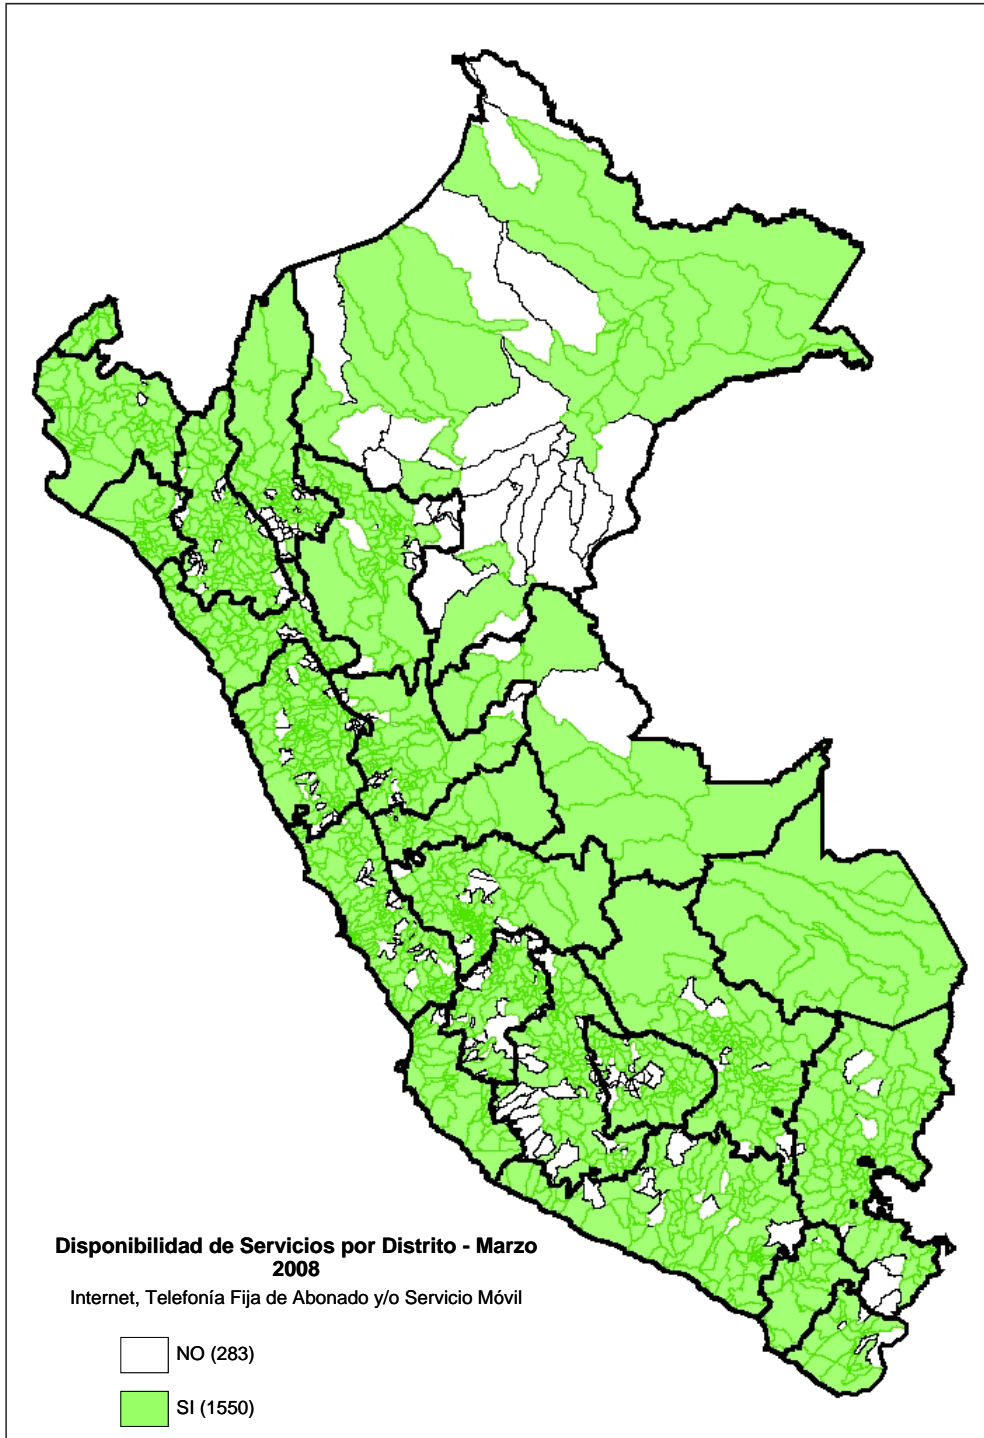 Disponibilidad de Servicios por Distrito - Marzo
2008
Internet, Telefonía Fija de Abonado y/o Servicio Móvil
NO (283)
SI (1550)